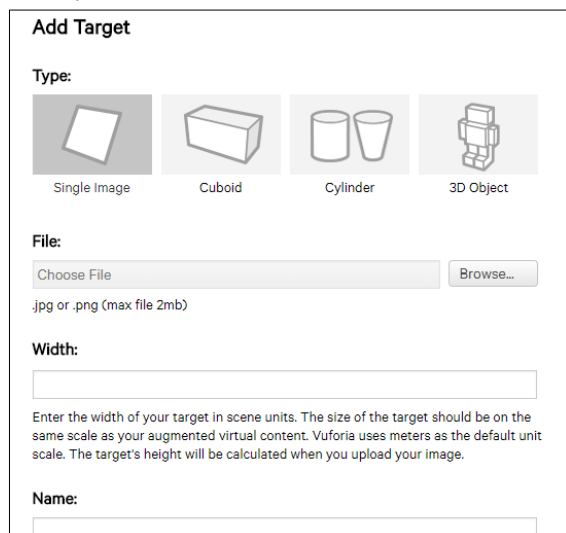 Add Target
Type:
Single Image
Cuboid
Cylinder
3D Object
File:
Choose File
Browse...
.jpg or .png (max file 2mb)
Width:
Enter the width of your target in scene units. The size of the target should be on the
same scale as your augmented virtual content. Vuforia uses meters as the default unit
scale. The target's height will be calculated when you upload your image.
Name: